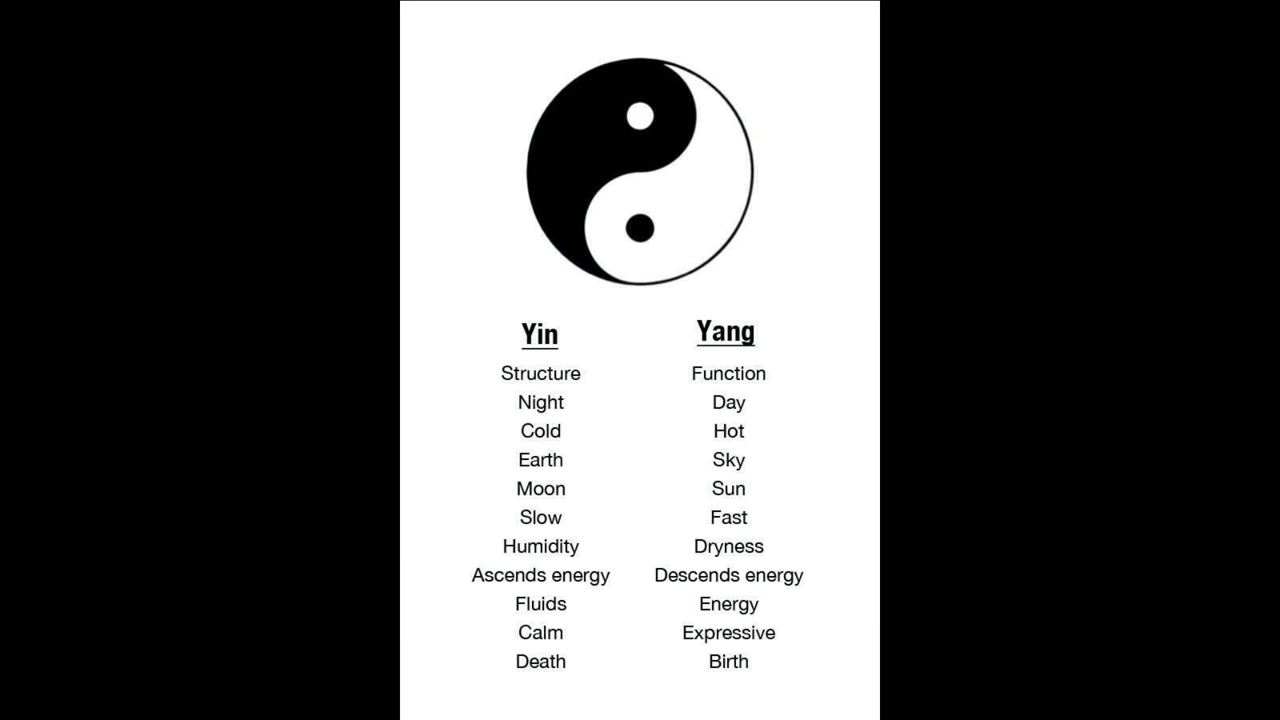 Yin Yang
Structure Function
Night Day
Cold Hot
Earth Sky
Moon Sun
Slow Fast
Humidity Dryness
Ascends energy Descends energy
Fluids Energy
Calm Expressive
Death Birth